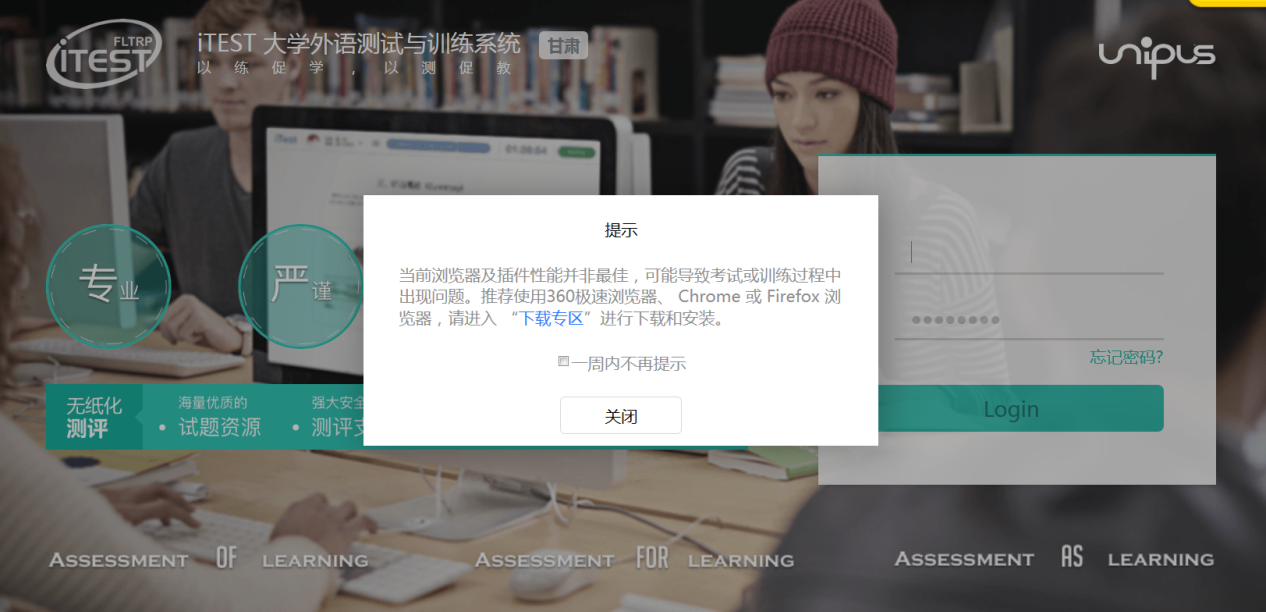 FLTRP
iTEST
iTEST 大学外语测试与训练系统 甘肃
以练促学，以测促教
unipus
iTest
01:08:04
专业
严谨
提示
当前浏览器及插件性能并非最佳，可能导致考试或训练过程中
出现问题。推荐使用360极速浏览器、 Chrome 或 Firefox 浏
览器，请进入 “下载专区”进行下载和安装。
一周内不再提示
关闭
忘记密码?
Login
无纸化
测评
海量优质的
• 试题资源
强大安全
• 测评
ASSESSMENT OF LEARNING
ASSESSMENT FOR LEARNING
ASSESSMENT AS LEARNING